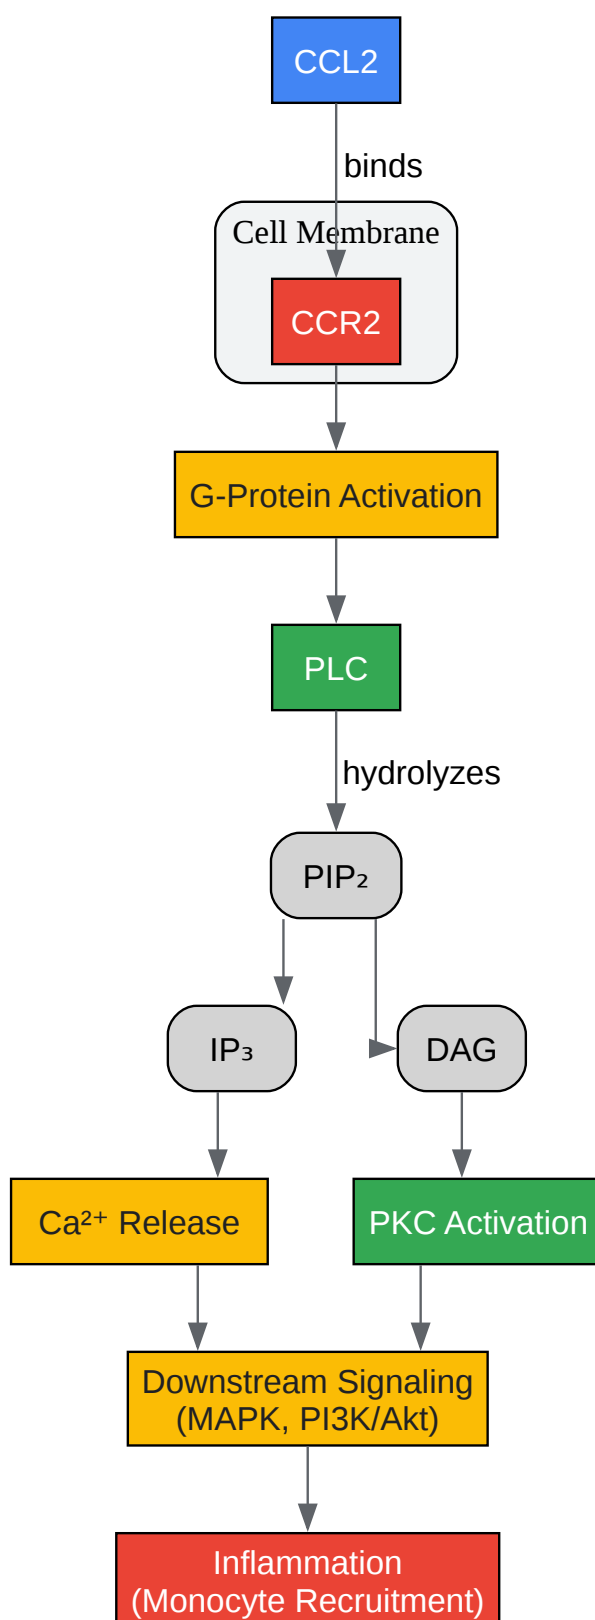 CCL2
binds
Cell Membrane
CCR2
G-Protein Activation
PLC
hydrolyzes
PIP₂
IP₃
DAG
Ca²⁺ Release
PKC Activation
Downstream Signaling
(MAPK, PI3K/Akt)
Inflammation
(Monocyte Recruitment)